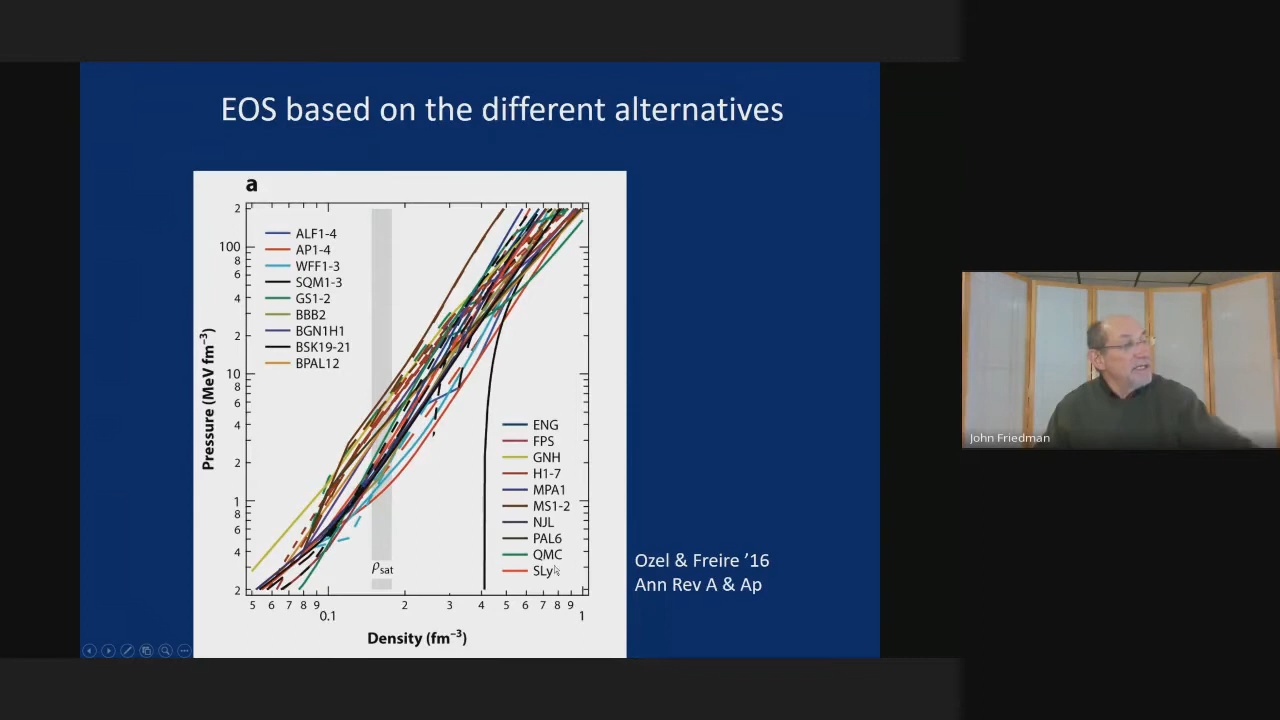 EOS based on the different alternatives
a
2
100
8
6
4
2
10
8
6
4
2
1
8
6
4
2
Pressure (MeV fm⁻³)
ALF1-4
AP1-4
WFF1-3
SQM1-3
GS1-2
BBB2
BGN1H1
BSK19-21
BPAL12
ENG
FPS
GNH
H1-7
MPA1
MS1-2
NJL
PAL6
QMC
SLy
ρsat
5 6 7 8 9 2 3 4 5 6 7 8 9
0.1 1
Density (fm⁻³)
Ozel & Freire ’16
Ann Rev A & Ap
John Friedman